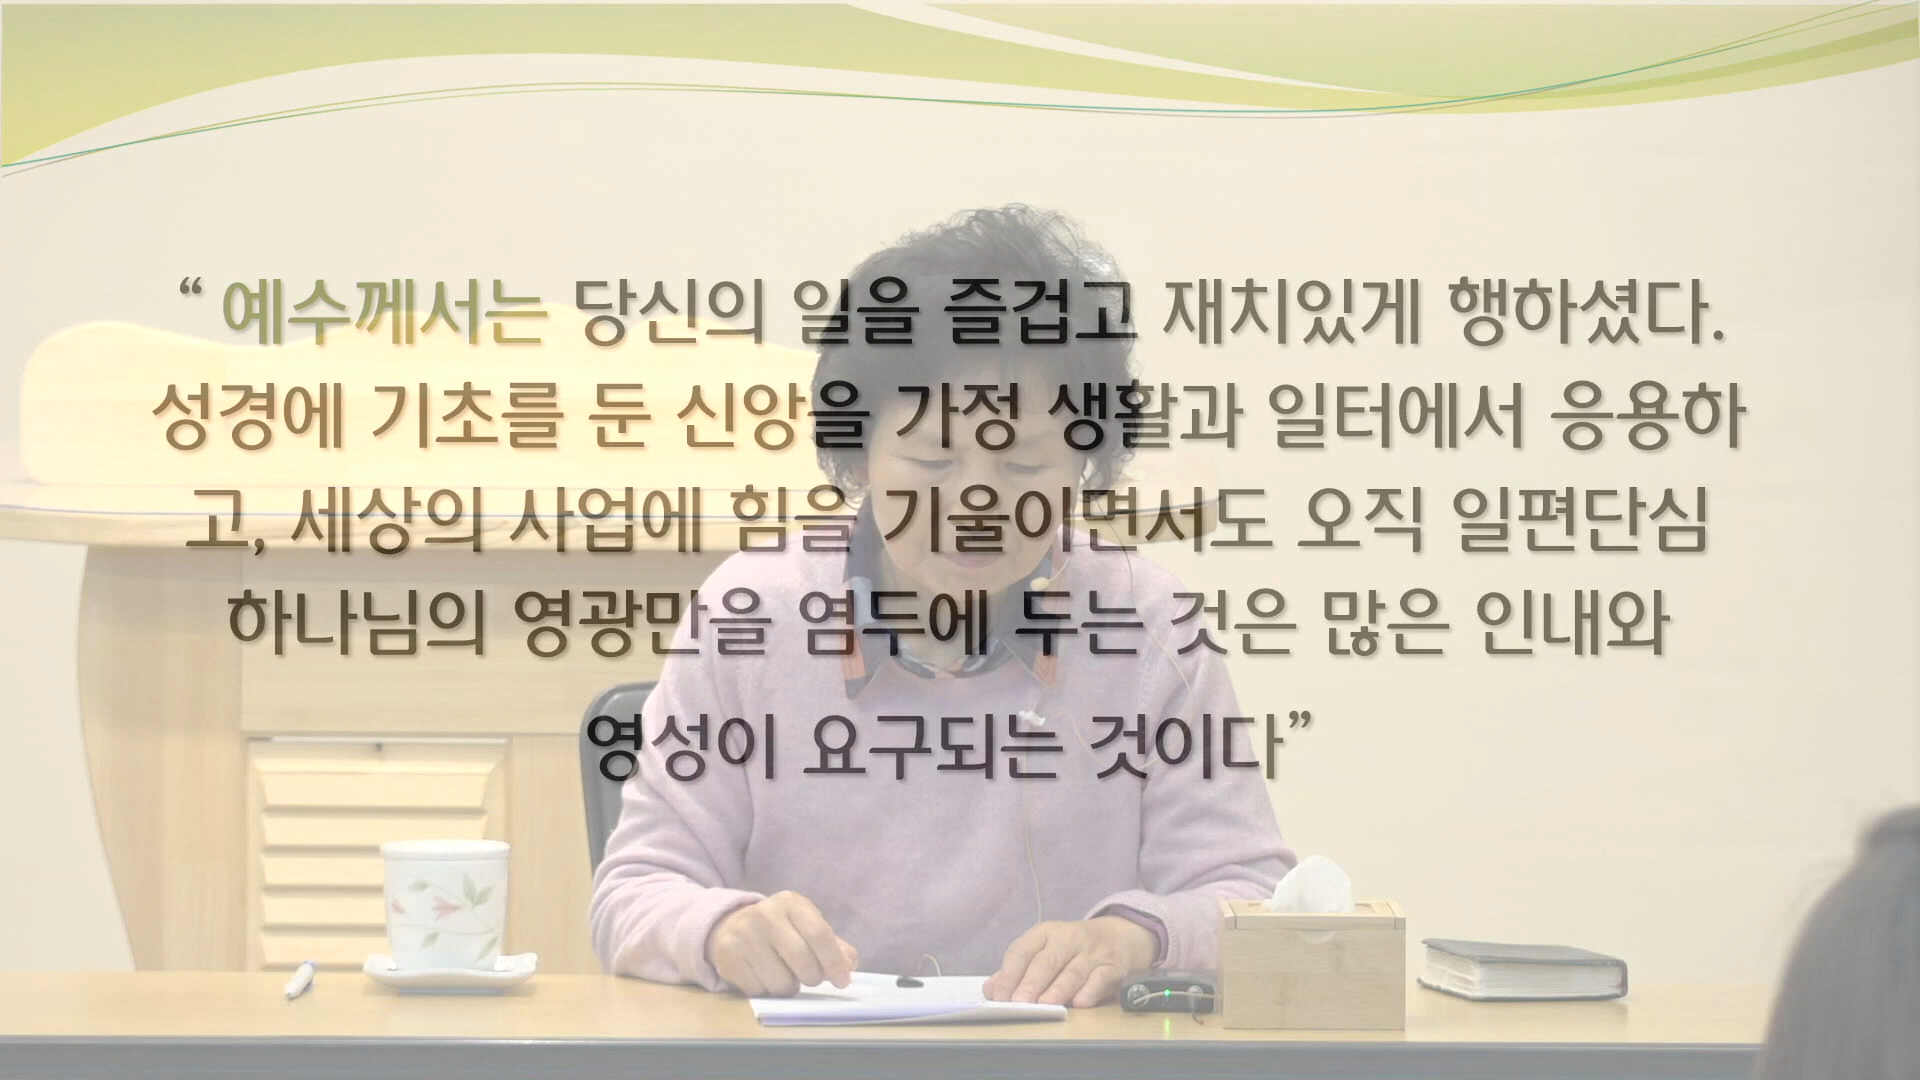 “ 예수께서는 당신의 일을 즐겁고 재치있게 행하셨다.
성경에 기초를 둔 신앙을 가정 생활과 일터에서 응용하
고, 세상의 사업에 힘을 기울이면서도 오직 일편단심
하나님의 영광만을 염두에 두는 것은 많은 인내와
영성이 요구되는 것이다”